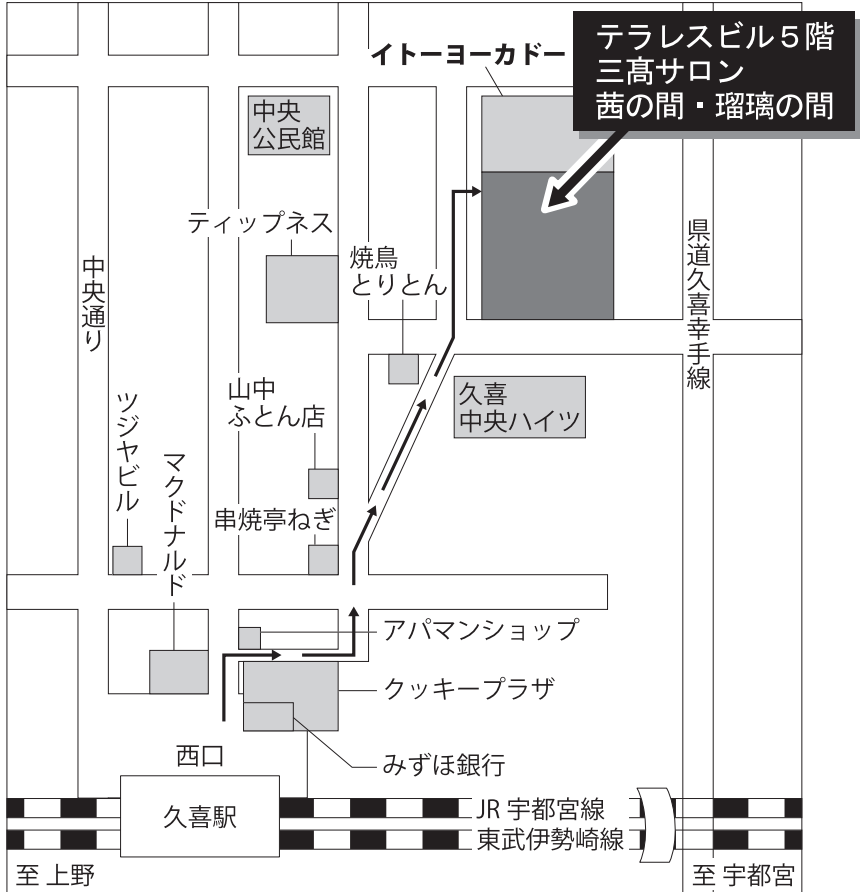 テラレスビル５階
三髙サロン
茜の間・瑠璃の間
イトーヨーカドー
中央
公民館
ティップネス
焼鳥
とりとん
中央通り
県道久喜幸手線
久喜
中央ハイツ
山中
ふとん店
ツジヤビル
マクドナルド
串焼亭ねぎ
アパマンショップ
クッキープラザ
みずほ銀行
西口
久喜駅
JR 宇都宮線
東武伊勢崎線
至 上野
至 宇都宮